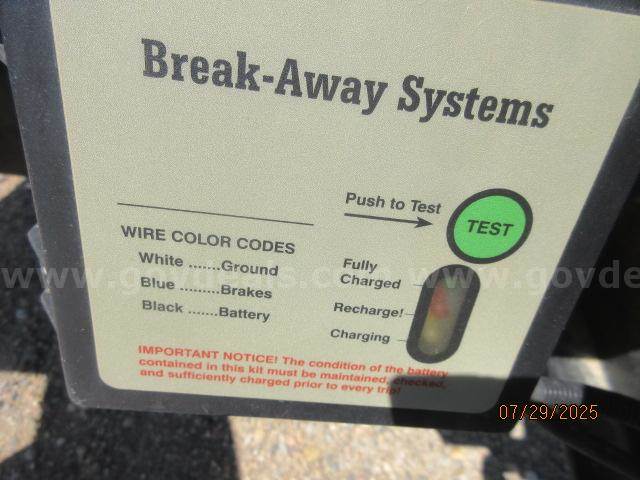 Break-Away Systems
Push to Test
TEST
WIRE COLOR CODES
White .......Ground
Blue ........Brakes
Black .......Battery
Fully
Charged
Recharge!
Charging
IMPORTANT NOTICE! The condition of the battery
contained in this kit must be maintained, checked,
and sufficiently charged prior to every trip!
07/29/2025